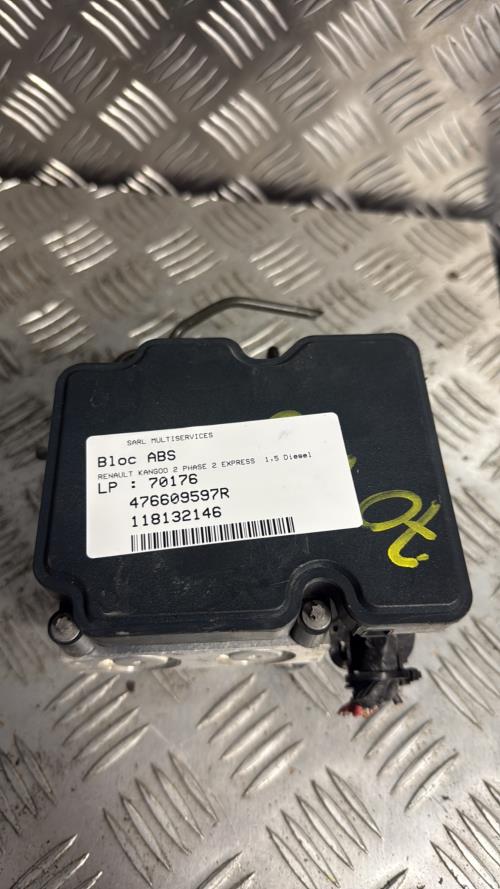 SARL MULTISERVICES
Bloc ABS
RENAULT KANGOO 2 PHASE 2 EXPRESS 1,5 Diesel
LP : 70176
476609597R
118132146